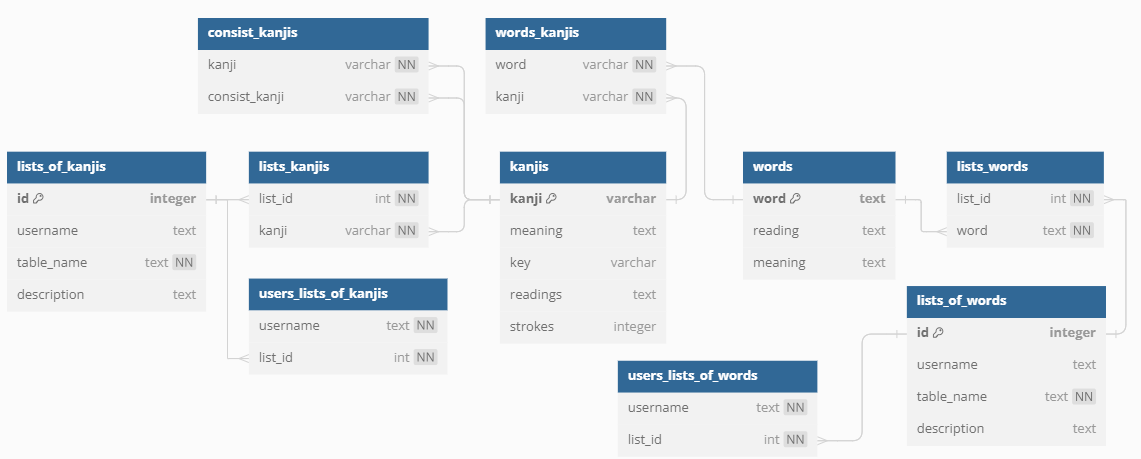 consist_kanjis
kanji varchar NN
consist_kanji varchar NN
words_kanjis
word varchar NN
kanji varchar NN
lists_of_kanjis
id integer
username text
table_name text NN
description text
lists_kanjis
list_id int NN
kanji varchar NN
kanjis
kanji varchar
meaning text
key varchar
readings text
strokes integer
words
word text
reading text
meaning text
lists_words
list_id int NN
word text NN
users_lists_of_kanjis
username text NN
list_id int NN
lists_of_words
id integer
username text
table_name text NN
description text
users_lists_of_words
username text NN
list_id int NN